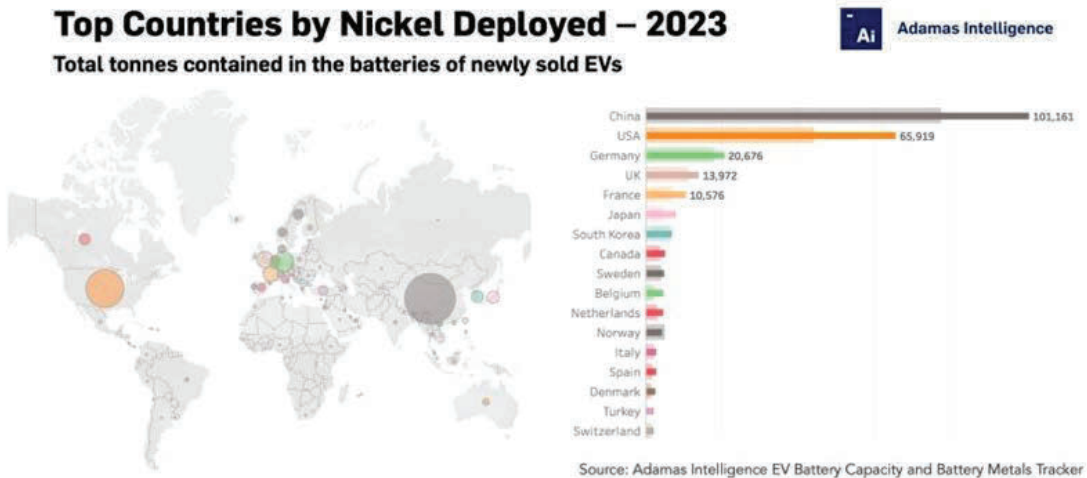 Top Countries by Nickel Deployed – 2023
Ai
Adamas Intelligence
Total tonnes contained in the batteries of newly sold EVs
China 101,161
USA 65,919
Germany 20,676
UK 13,972
France 10,576
Japan
South Korea
Canada
Sweden
Belgium
Netherlands
Norway
Italy
Spain
Denmark
Turkey
Switzerland
Source: Adamas Intelligence EV Battery Capacity and Battery Metals Tracker